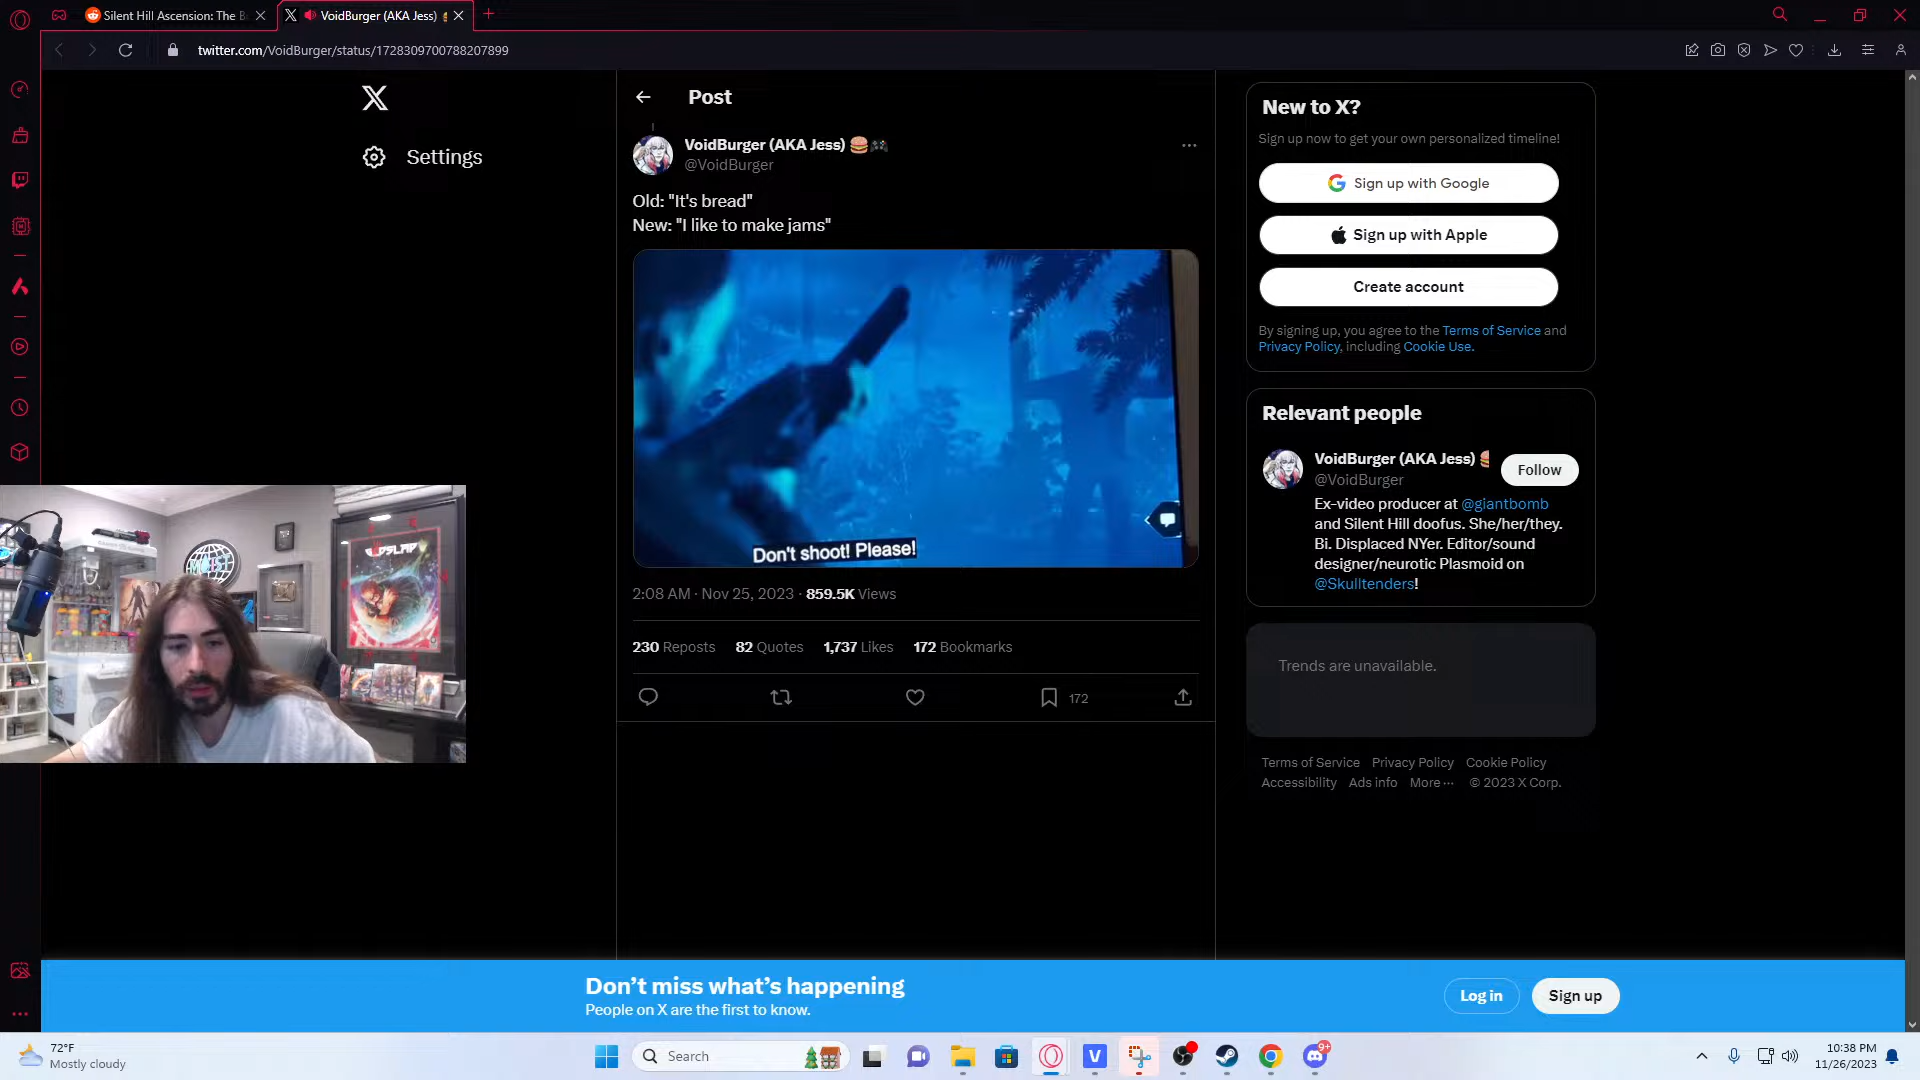 Silent Hill Ascension: The B
VoidBurger (AKA Jess)
twitter.com/VoidBurger/status/1728309700788207899
Settings
Post
VoidBurger (AKA Jess) 🍔🎮
@VoidBurger
Old: "It's bread"
New: "I like to make jams"
Don't shoot! Please!
2:08 AM · Nov 25, 2023 · 859.5K Views
230 Reposts 82 Quotes 1,737 Likes 172 Bookmarks
172
New to X?
Sign up now to get your own personalized timeline!
Sign up with Google
Sign up with Apple
Create account
By signing up, you agree to the Terms of Service and
Privacy Policy, including Cookie Use.
Relevant people
VoidBurger (AKA Jess)
@VoidBurger
Follow
Ex-video producer at @giantbomb
and Silent Hill doofus. She/her/they.
Bi. Displaced NYer. Editor/sound
designer/neurotic Plasmoid on
@Skulltenders!
Trends are unavailable.
Terms of Service Privacy Policy Cookie Policy
Accessibility Ads info More ··· © 2023 X Corp.
MOIST
Don't miss what's happening
People on X are the first to know.
Log in
Sign up
72°F
Mostly cloudy
Search
9+
10:38 PM
11/26/2023